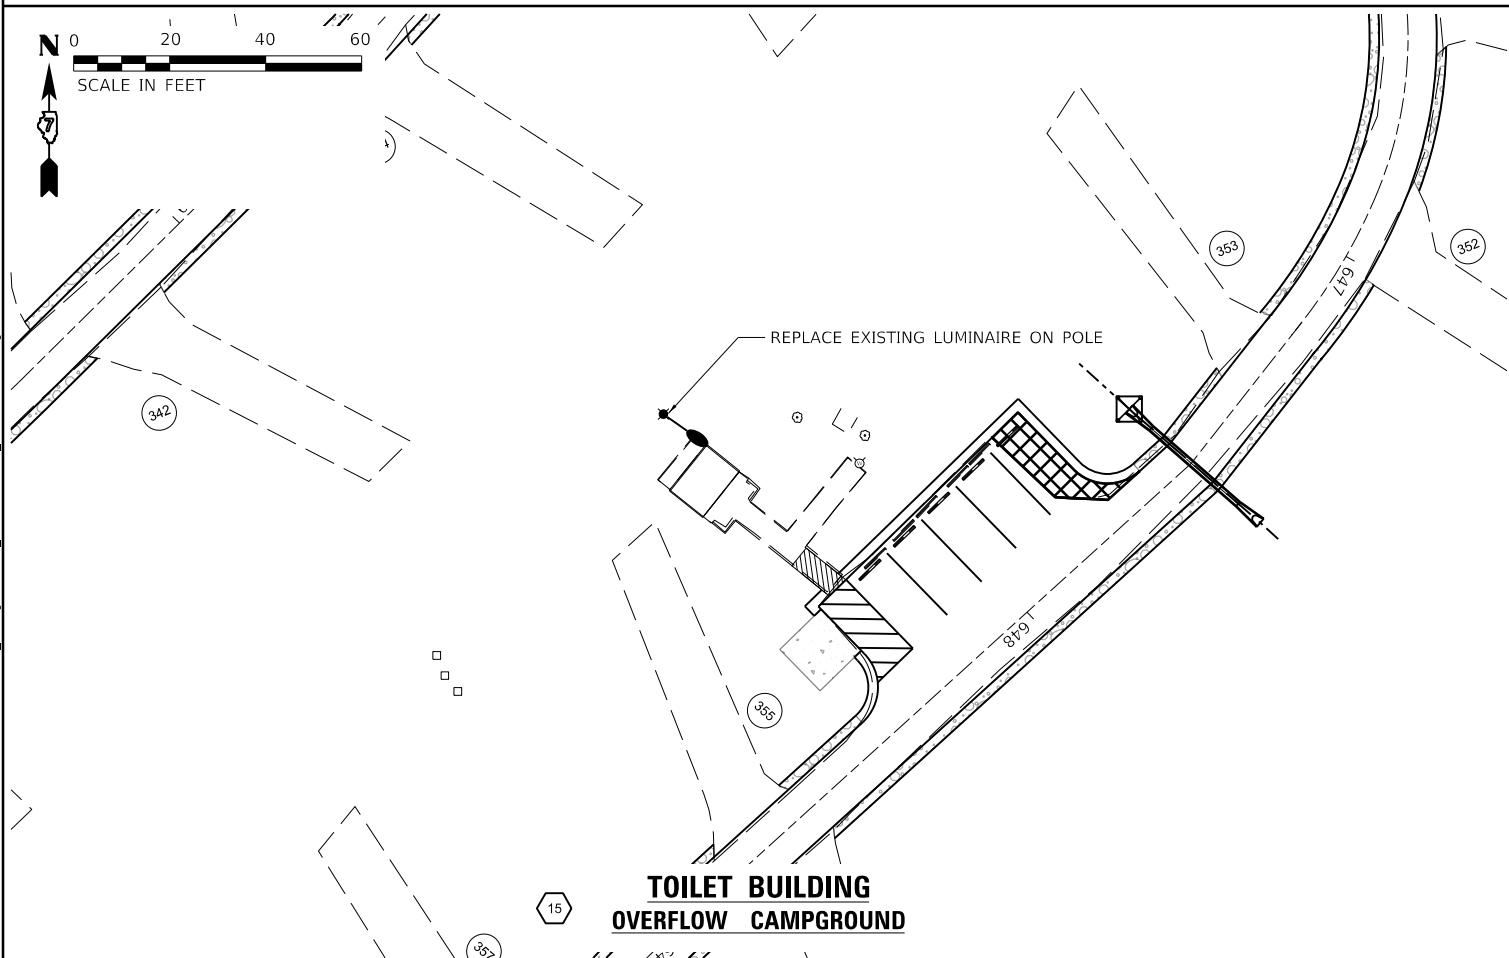 N
0 20 40 60
SCALE IN FEET
7
353
352
647
REPLACE EXISTING LUMINAIRE ON POLE
342
648
355
TOILET BUILDING
15
OVERFLOW CAMPGROUND
357